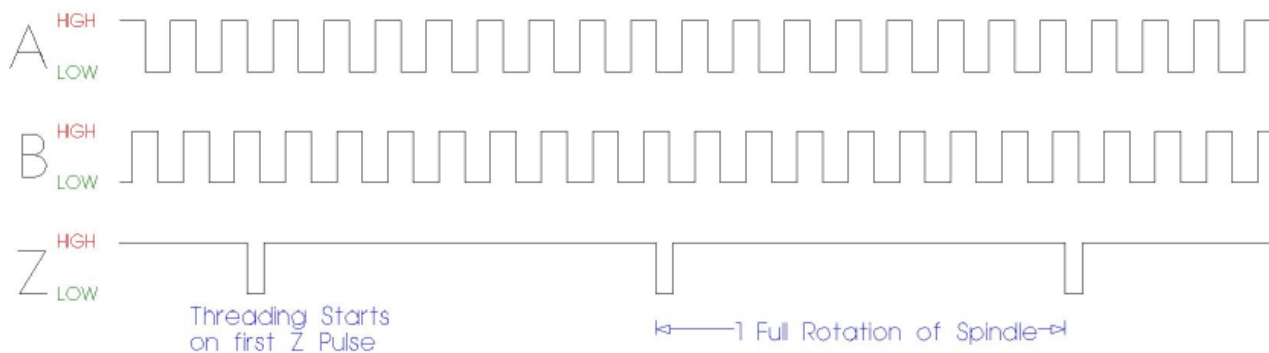 A
HIGH
LOW
B
HIGH
LOW
Z
HIGH
LOW
Threading Starts
on first Z Pulse
1 Full Rotation of Spindle